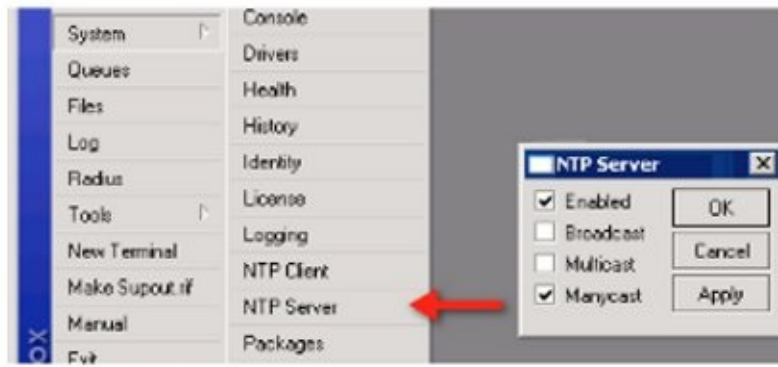 System
Queues
Files
Log
Radius
Tools
New Terminal
Make Supout.rif
Manual
Exit
Console
Drivers
Health
History
Identity
License
Logging
NTP Client
NTP Server
Packages
NTP Server
Enabled
Broadcast
Multicast
Manycast
OK
Cancel
Apply